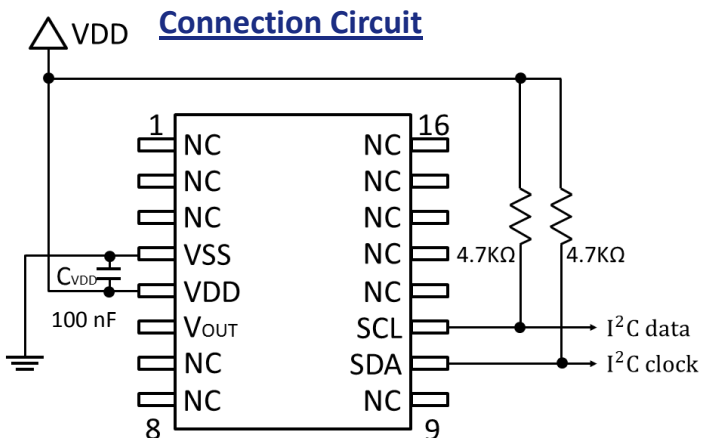 VDD
Connection Circuit
1 16
NC NC
NC NC
NC NC
VSS NC 4.7KΩ 4.7KΩ
CVDD
VDD NC
100 nF
VOUT SCL I²C data
NC SDA I²C clock
NC NC
8 9